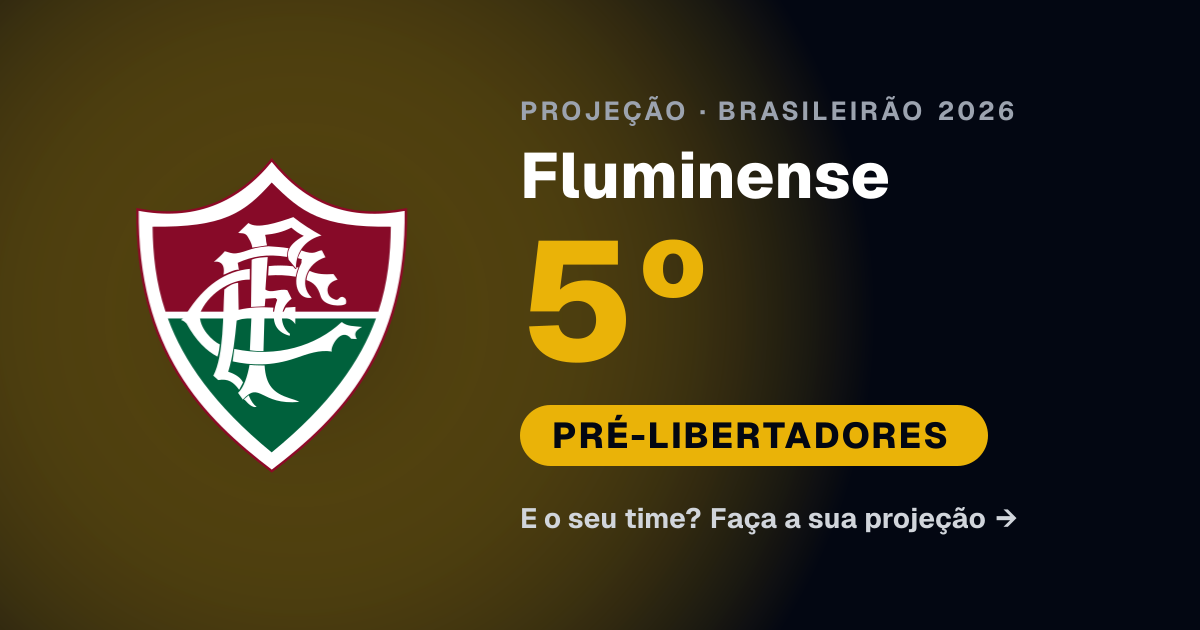 PROJEÇÃO · BRASILEIRÃO 2026
Fluminense
5º
PRÉ-LIBERTADORES
E o seu time? Faça a sua projeção →